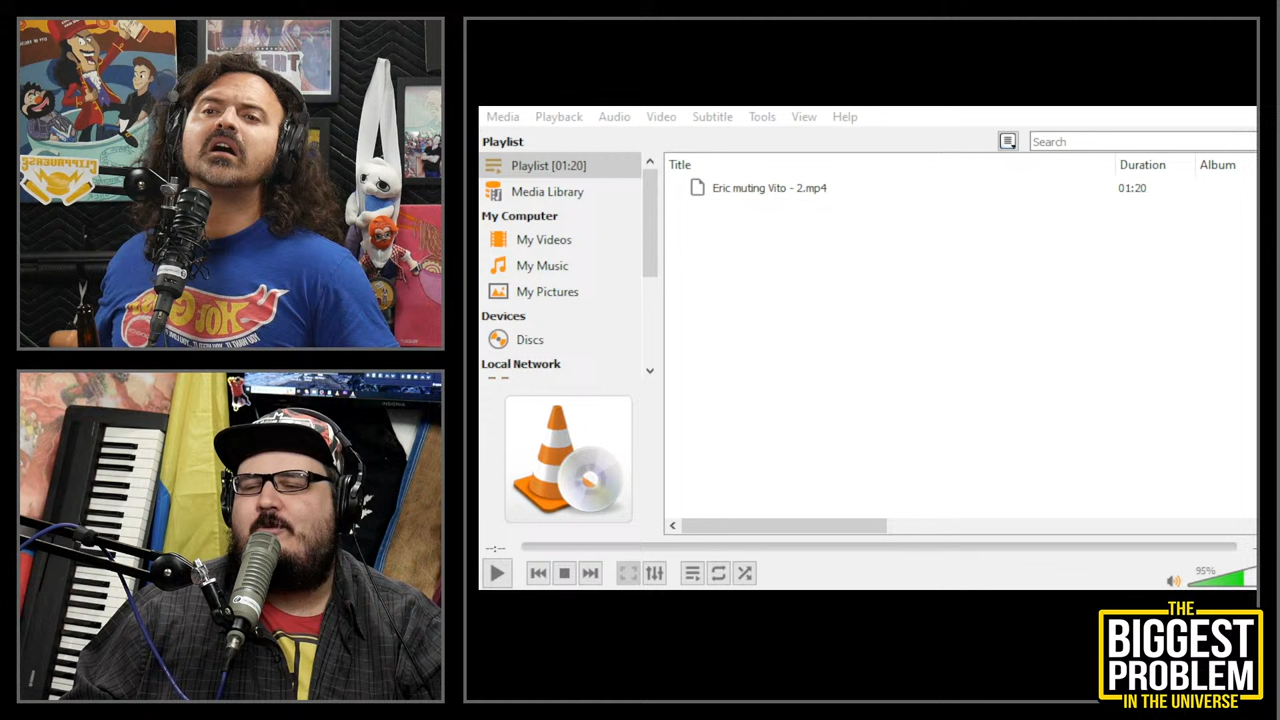 Media Playback Audio Video Subtitle Tools View Help
Playlist
Search
Playlist [01:20]
Title Duration Album
Eric muting Vito - 2.mp4 01:20
Media Library
My Computer
My Videos
My Music
My Pictures
Devices
Discs
Local Network
--:--
95%
HOT
THE
BIGGEST
PROBLEM
IN THE UNIVERSE